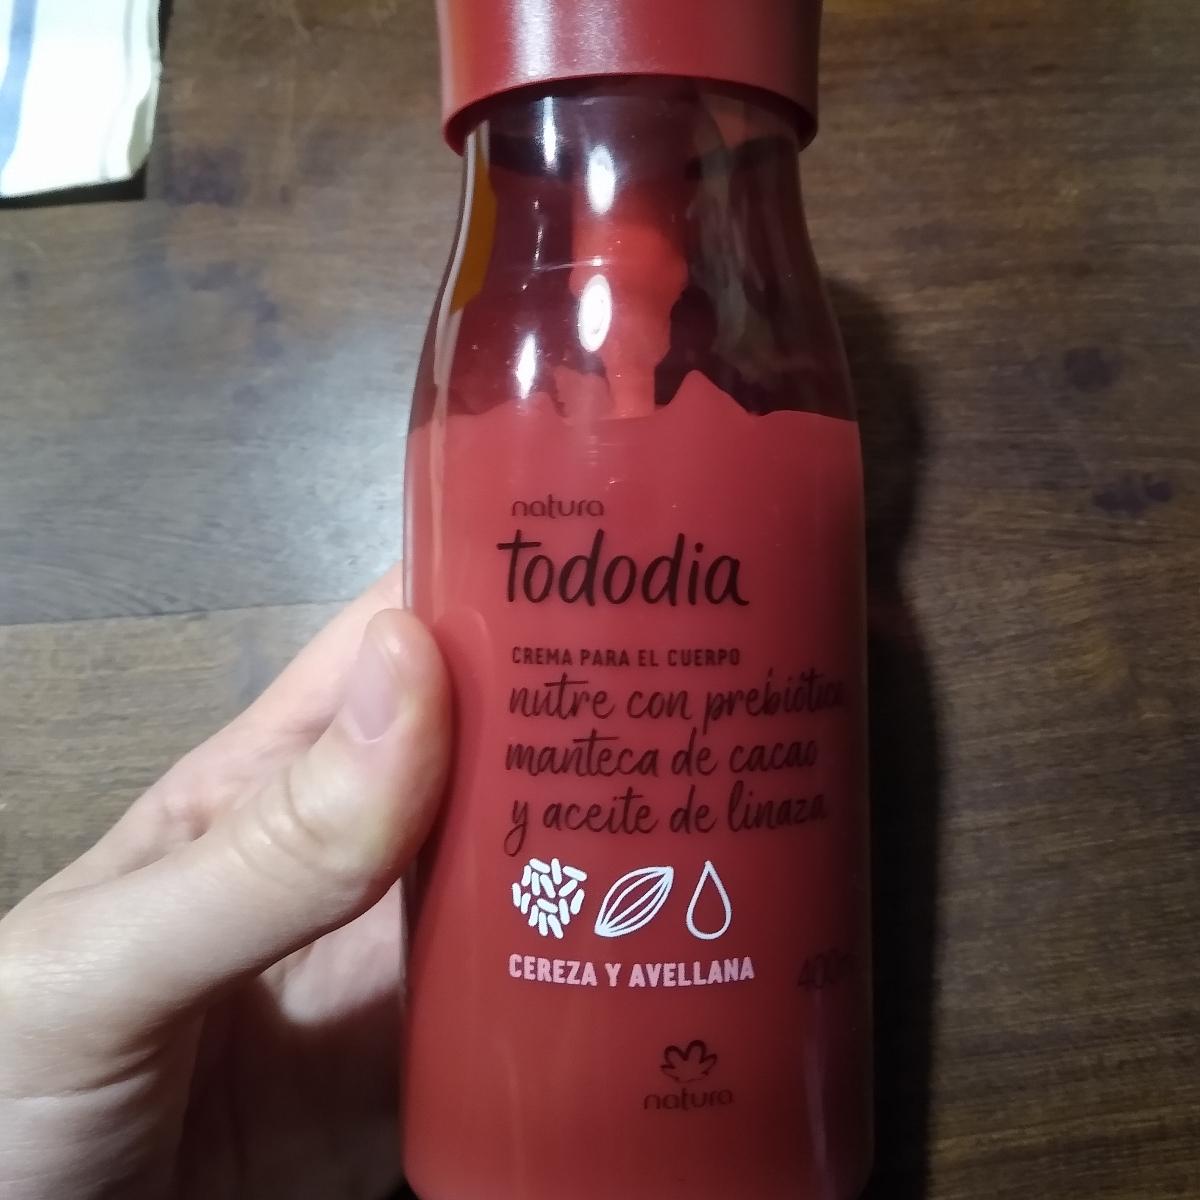 natura
tododia
CREMA PARA EL CUERPO
nutre con
manteca de cacao
y aceite de linaza
CEREZA Y AVELLANA
natura